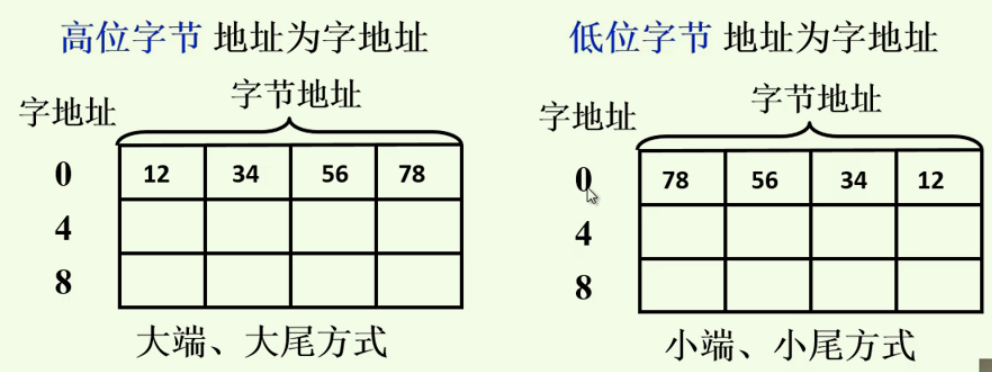 高位字节 地址为字地址
字地址
字节地址
0 12 34 56 78
4
8
大端、大尾方式
低位字节 地址为字地址
字地址
字节地址
0 78 56 34 12
4
8
小端、小尾方式